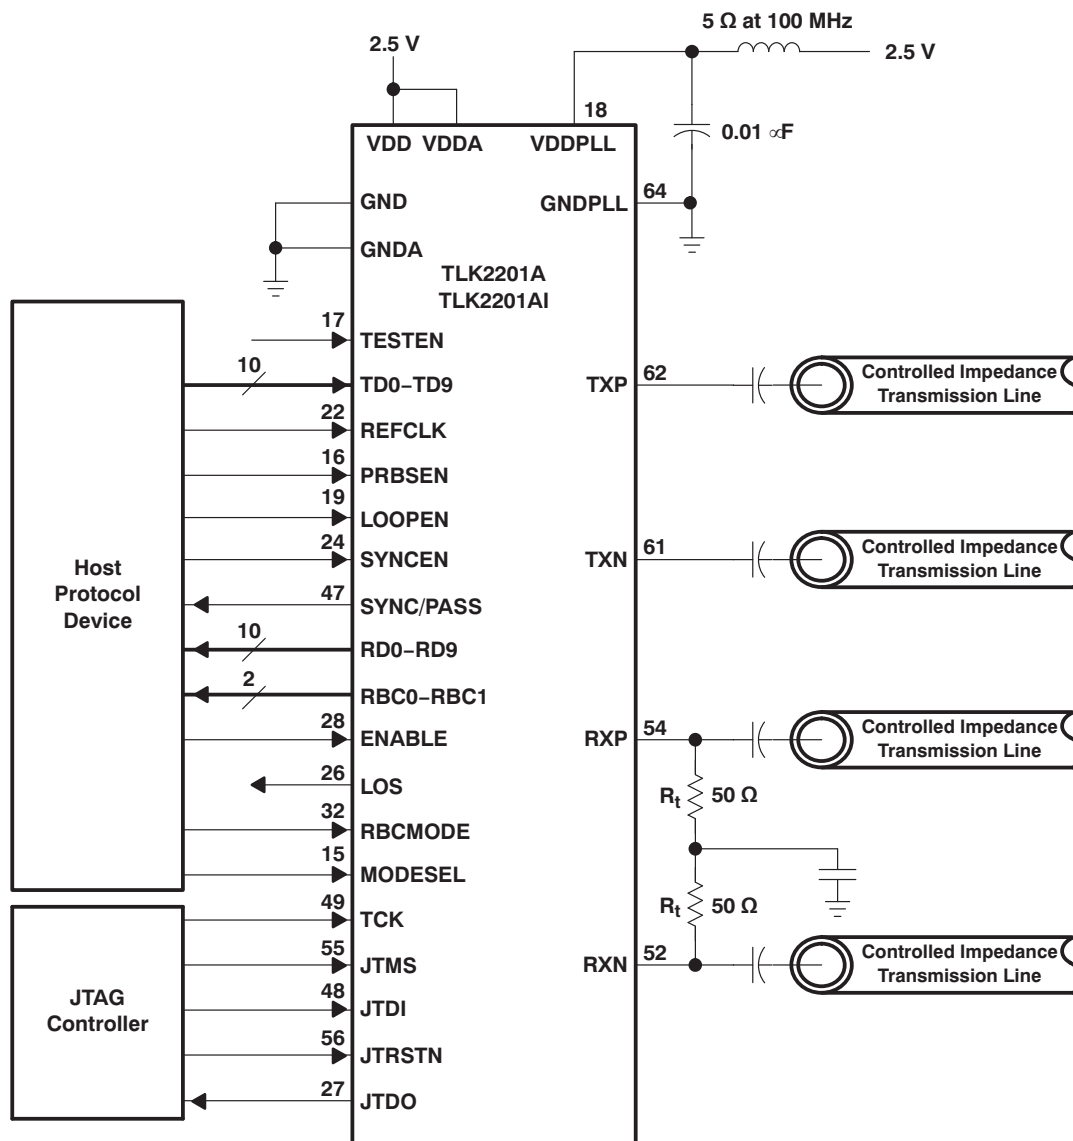 5 Ω at 100 MHz
2.5 V
2.5 V
18
0.01 ∝F
VDD VDDA VDDPLL
GND
GNDPLL
64
GNDA
TLK2201A
TLK2201AI
17
TESTEN
10
TD0−TD9
22
REFCLK
16
PRBSEN
19
LOOPEN
24
SYNCEN
47
SYNC/PASS
10
RD0−RD9
2
RBC0−RBC1
28
ENABLE
26
LOS
32
RBCMODE
15
MODESEL
49
TCK
55
JTMS
48
JTDI
56
JTRSTN
27
JTDO
Host
Protocol
Device
JTAG
Controller
TXP
62
Controlled Impedance
Transmission Line
TXN
61
Controlled Impedance
Transmission Line
RXP
54
Controlled Impedance
Transmission Line
Rt 50 Ω
Rt 50 Ω
RXN
52
Controlled Impedance
Transmission Line